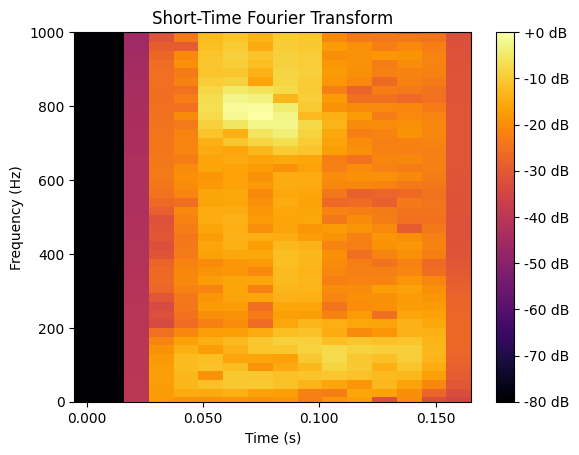 Short-Time Fourier Transform
1000
800
600
400
200
0
Frequency (Hz)
0.000
0.050
0.100
0.150
Time (s)
+0 dB
-10 dB
-20 dB
-30 dB
-40 dB
-50 dB
-60 dB
-70 dB
-80 dB